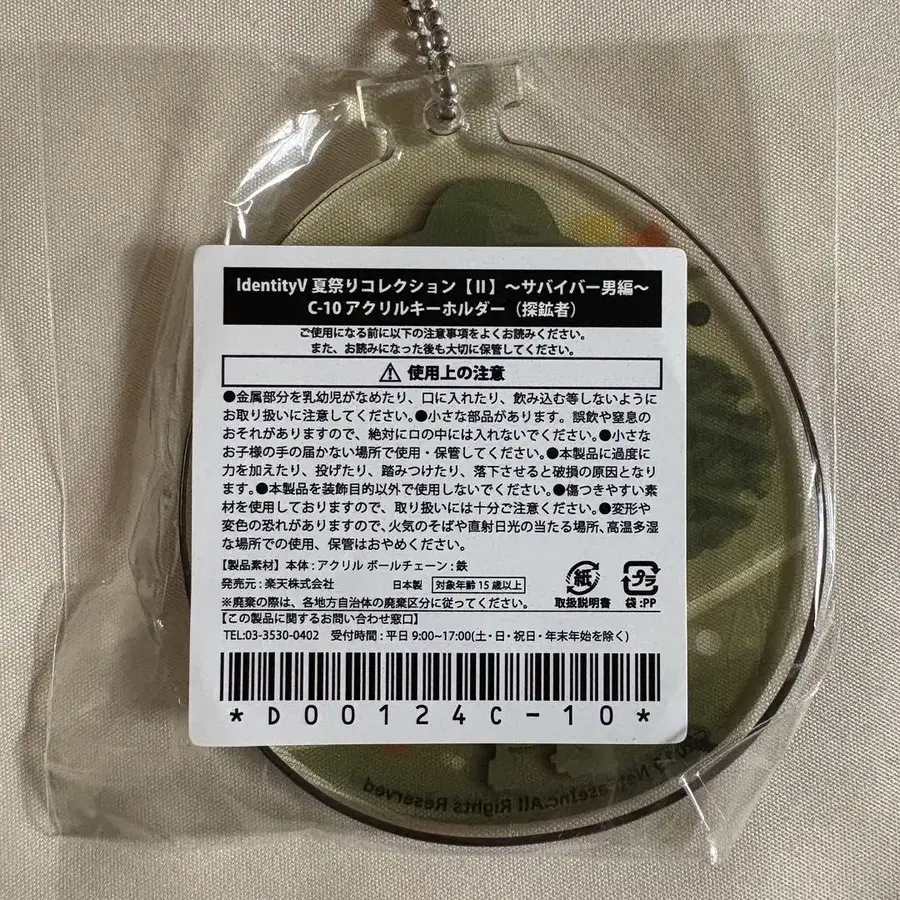 IdentityV 夏祭りコレクション【II】～サバイバー男編～
C-10 アクリルキーホルダー（探鉱者）
ご使用になる前に以下の注意事項をよくお読みください。
また、お読みになった後も大切に保管してください。
⚠ 使用上の注意
●金属部分を乳幼児がなめたり、口に入れたり、飲み込む等しないように
お取り扱いに注意してください。●小さな部品があります。誤飲や窒息の
おそれがありますので、絶対に口の中には入れないでください。●小さな
お子様の手の届かない場所で使用・保管してください。●本製品に過度に
力を加えたり、投げたり、踏みつけたり、落下させると破損の原因となり
ます。●本製品を装飾目的以外で使用しないでください。●傷つきやすい素
材を使用しておりますので、取り扱いには十分ご注意ください。●変形や
変色の恐れがありますので、火気のそばや直射日光の当たる場所、高温多湿
な場所での使用、保管はおやめください。
【製品素材】本体：アクリル ボールチェーン：鉄
発売元：楽天株式会社 日本製 対象年齢15歳以上
※廃棄の際は、各地方自治体の廃棄区分に従ってください。
紙 取扱説明書
プラ 袋:PP
【この製品に関するお問い合わせ窓口】
TEL:03-3530-0402 受付時間：平日 9:00~17:00(土・日・祝日・年末年始を除く)
*D00124C-10*
NetEaseInc.All Rights Reserved